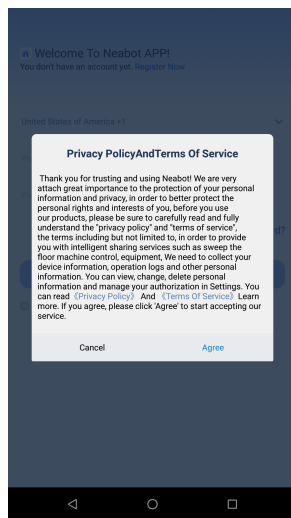 Welcome To Neabot APP!
You don't have an account yet. Register Now
United States of America +1
Privacy PolicyAndTerms Of Service
Thank you for trusting and using Neabot! We are very
attach great importance to the protection of your personal
information and privacy, in order to better protect the
personal rights and interests of you, before you use
our products, please be sure to carefully read and fully
understand the "privacy policy" and "terms of service",
the terms including but not limited to, in order to provide
you with intelligent sharing services such as sweep the
floor machine control, equipment, We need to collect your
device information, operation logs and other personal
information. You can view, change, delete personal
information and manage your authorization in Settings. You
can read 《Privacy Policy》 And 《Terms Of Service》 Learn
more. If you agree, please click 'Agree' to start accepting our
service.
Cancel
Agree